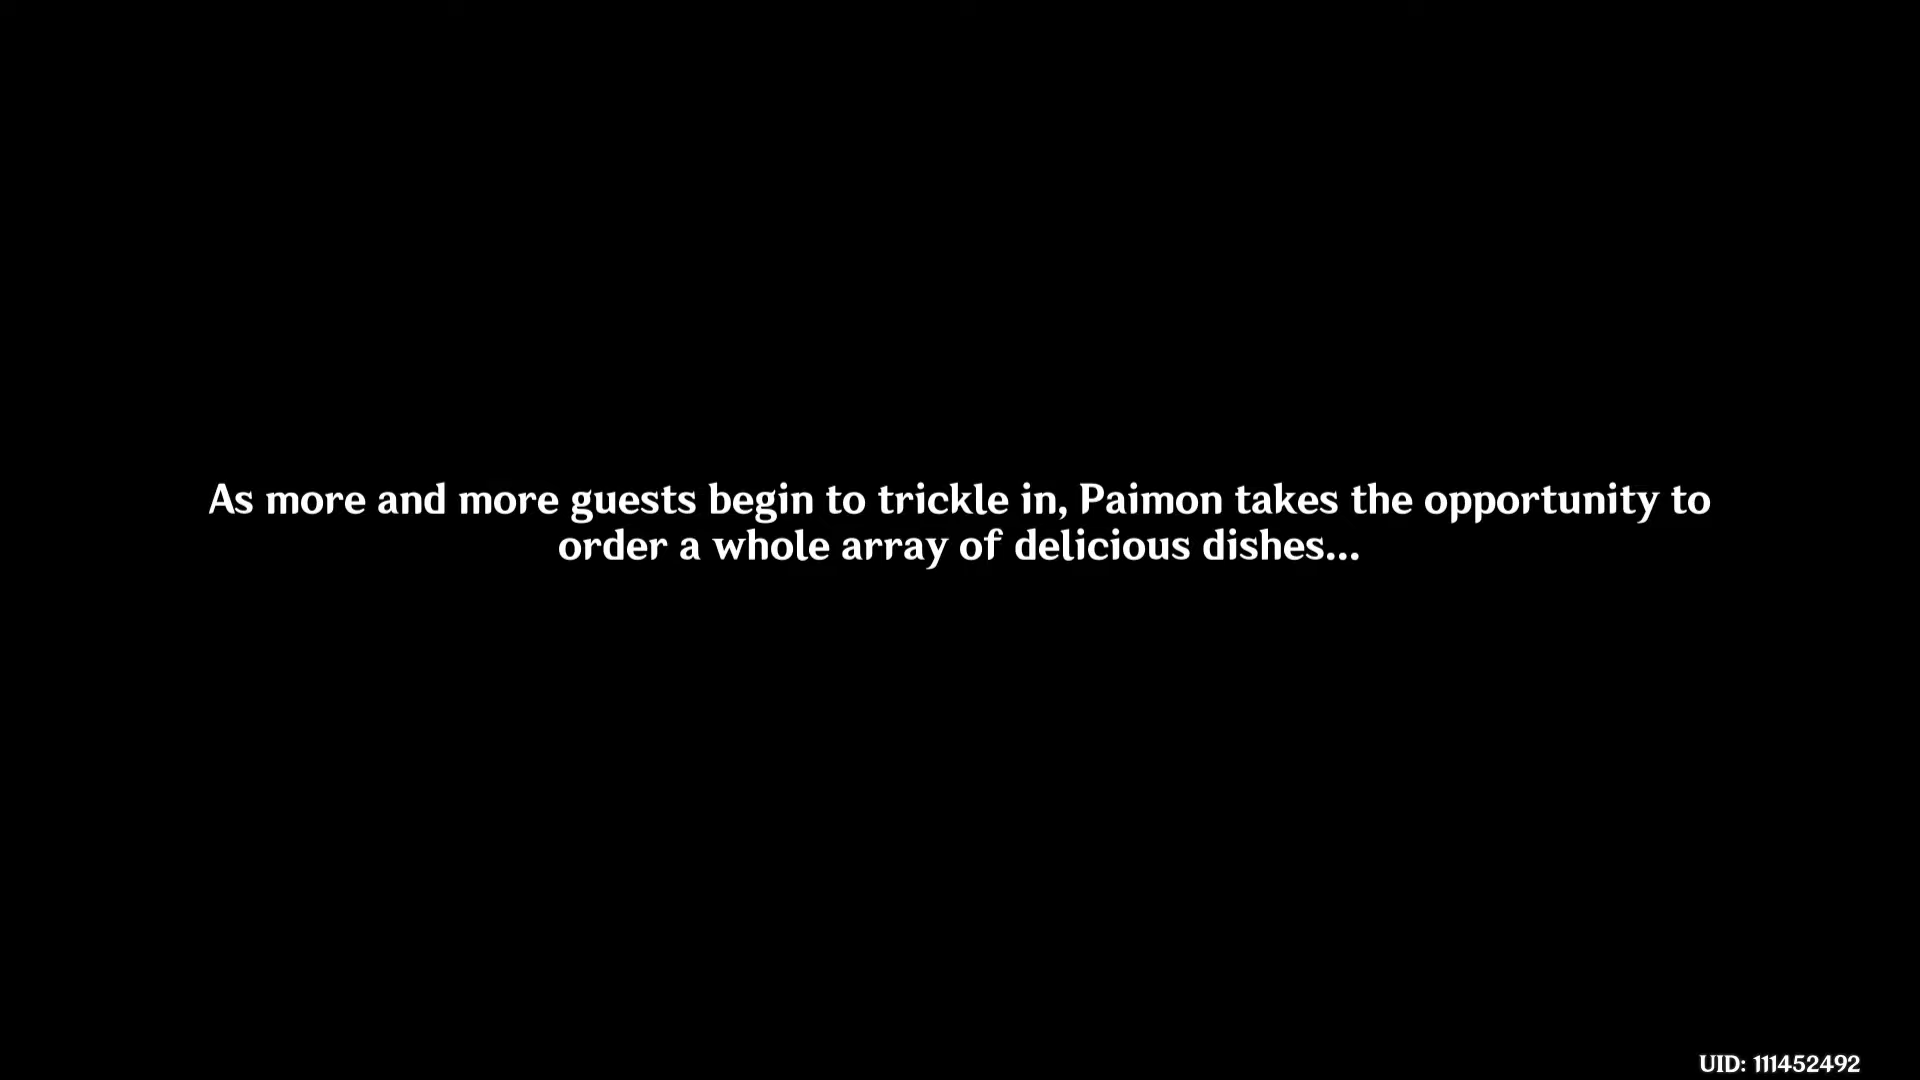 As more and more guests begin to trickle in, Paimon takes the opportunity to
order a whole array of delicious dishes...
UID: 111452492